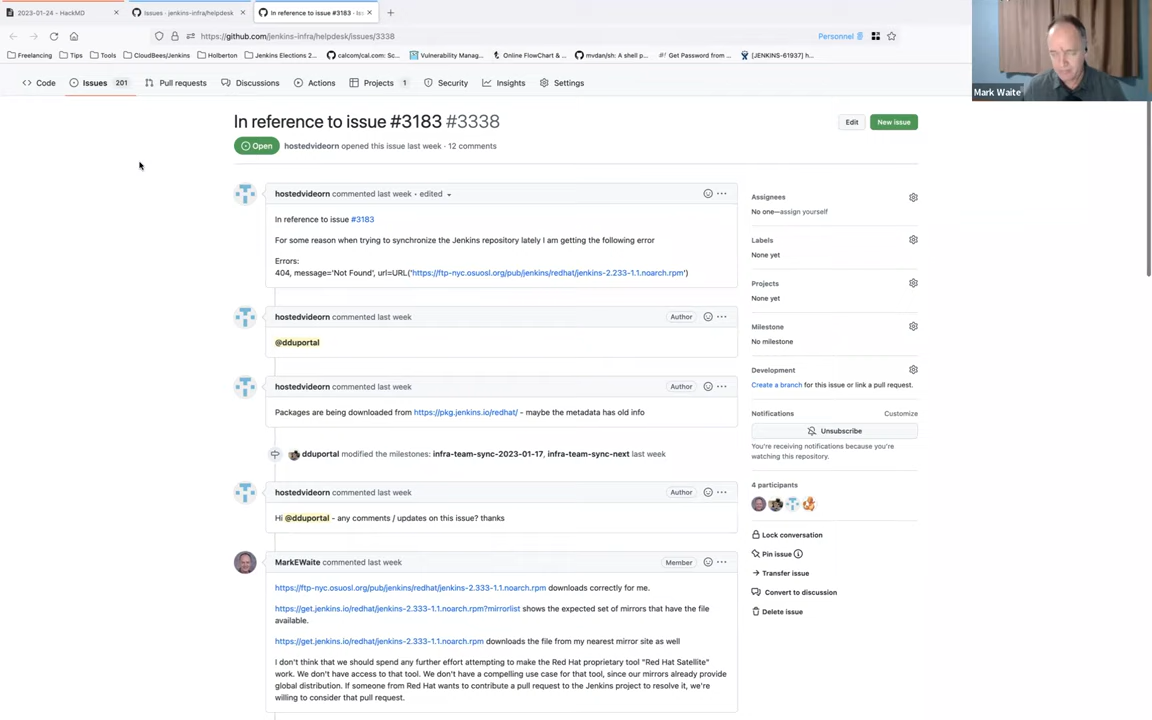 2023-01-24 - HackMD
Issues · jenkins-infra/helpdesk
In reference to issue #3183 · Iss
https://github.com/jenkins-infra/helpdesk/issues/3338
Personnel
Freelancing
Tips
Tools
CloudBees/Jenkins
Holberton
Jenkins Elections 2...
calcom/cal.com: Sc...
Vulnerability Manag...
Online FlowChart & ...
mvdan/sh: A shell p...
Get Password from ...
[JENKINS-61937] h...
Mark Waite
Code
Issues 201
Pull requests
Discussions
Actions
Projects 1
Security
Insights
Settings
In reference to issue #3183 #3338
Edit
New issue
Open
hostedvideorn opened this issue last week · 12 comments
hostedvideorn commented last week • edited
In reference to issue #3183
For some reason when trying to synchronize the Jenkins repository lately I am getting the following error
Errors:
404, message='Not Found', url=URL('https://ftp-nyc.osuosl.org/pub/jenkins/redhat/jenkins-2.233-1.1.noarch.rpm')
hostedvideorn commented last week
Author
@dduportal
hostedvideorn commented last week
Author
Packages are being downloaded from https://pkg.jenkins.io/redhat/ - maybe the metadata has old info
dduportal modified the milestones: infra-team-sync-2023-01-17, infra-team-sync-next last week
hostedvideorn commented last week
Author
Hi @dduportal - any comments / updates on this issue? thanks
MarkEWaite commented last week
Member
https://ftp-nyc.osuosl.org/pub/jenkins/redhat/jenkins-2.333-1.1.noarch.rpm downloads correctly for me.
https://get.jenkins.io/redhat/jenkins-2.333-1.1.noarch.rpm?mirrorlist shows the expected set of mirrors that have the file
available.
https://get.jenkins.io/redhat/jenkins-2.333-1.1.noarch.rpm downloads the file from my nearest mirror site as well
I don't think that we should spend any further effort attempting to make the Red Hat proprietary tool "Red Hat Satellite"
work. We don't have access to that tool. We don't have a compelling use case for that tool, since our mirrors already provide
global distribution. If someone from Red Hat wants to contribute a pull request to the Jenkins project to resolve it, we're
willing to consider that pull request.
Assignees
No one—assign yourself
Labels
None yet
Projects
None yet
Milestone
No milestone
Development
Create a branch for this issue or link a pull request.
Notifications
Customize
Unsubscribe
You're receiving notifications because you're
watching this repository.
4 participants
Lock conversation
Pin issue
Transfer issue
Convert to discussion
Delete issue